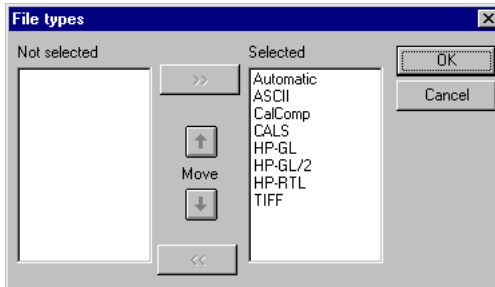 File types
Not selected
Selected
>>
Move
<<
Automatic
ASCII
CalComp
CALS
HP-GL
HP-GL/2
HP-RTL
TIFF
OK
Cancel